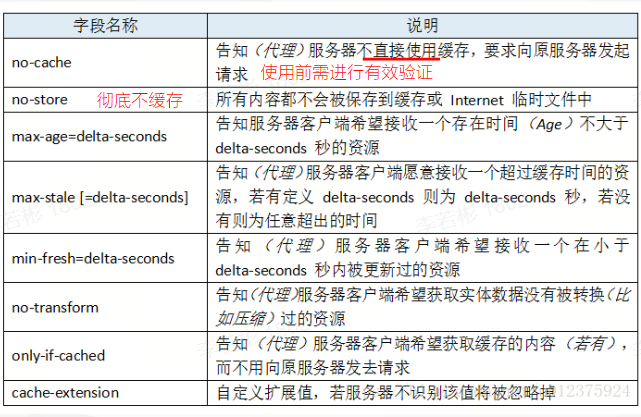 字段名称 说明
no-cache
告知(代理)服务器不直接使用缓存，要求向原服务器发起
请求 使用前需进行有效验证
no-store 彻底不缓存 所有内容都不会被保存到缓存或 Internet 临时文件中
max-age=delta-seconds
告知服务器客户端希望接收一个存在时间（Age）不大于
delta-seconds 秒的资源
max-stale [=delta-seconds]
告知(代理)服务器客户端愿意接收一个超过缓存时间的资
源，若有定义 delta-seconds 则为 delta-seconds 秒，若没
有则为任意超出的时间
min-fresh=delta-seconds
告知（代理）服务器客户端希望接收一个在小于
delta-seconds 秒内被更新过的资源
no-transform
告知(代理)服务器客户端希望获取实体数据没有被转换(比
如压缩)过的资源
only-if-cached
告知(代理)服务器客户端希望获取缓存的内容（若有），
而不用向原服务器发去请求
cache-extension 自定义扩展值，若服务器不识别该值将被忽略掉